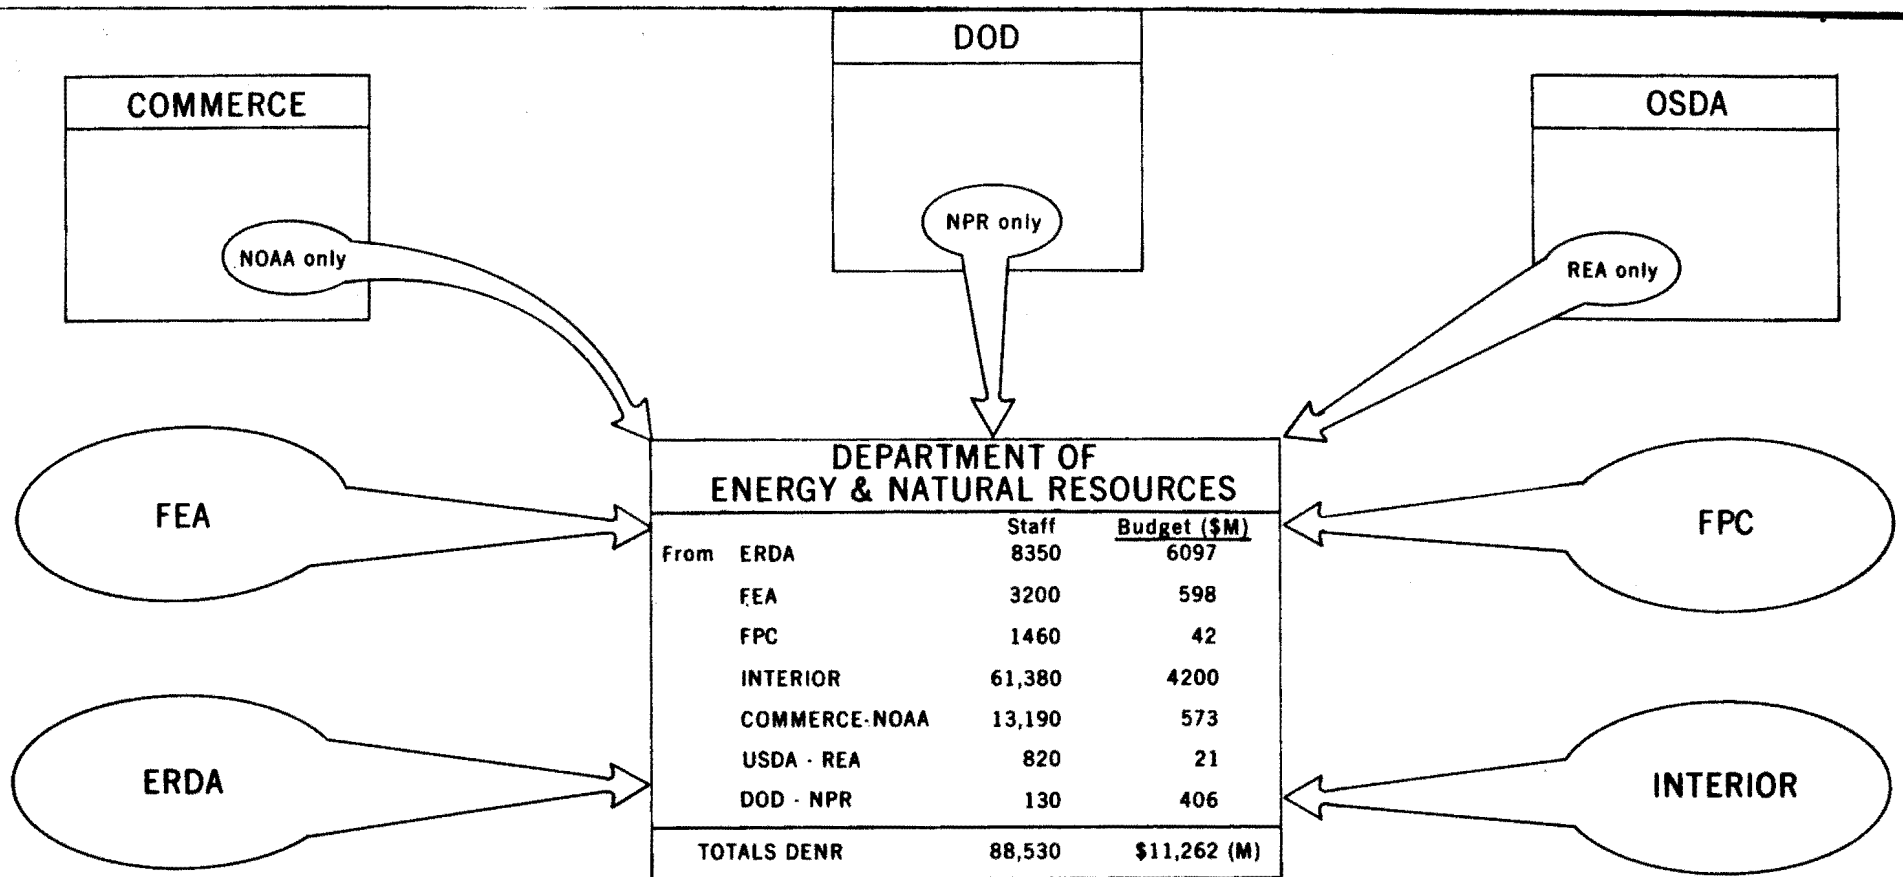 DOD
COMMERCE
OSDA
NPR only
NOAA only
REA only
DEPARTMENT OF
ENERGY & NATURAL RESOURCES
FEA
FPC
Staff Budget ($M)
From ERDA 8350 6097
FEA 3200 598
FPC 1460 42
INTERIOR 61,380 4200
COMMERCE-NOAA 13,190 573
USDA - REA 820 21
DOD - NPR 130 406
ERDA
INTERIOR
TOTALS DENR 88,530 $11,262 (M)